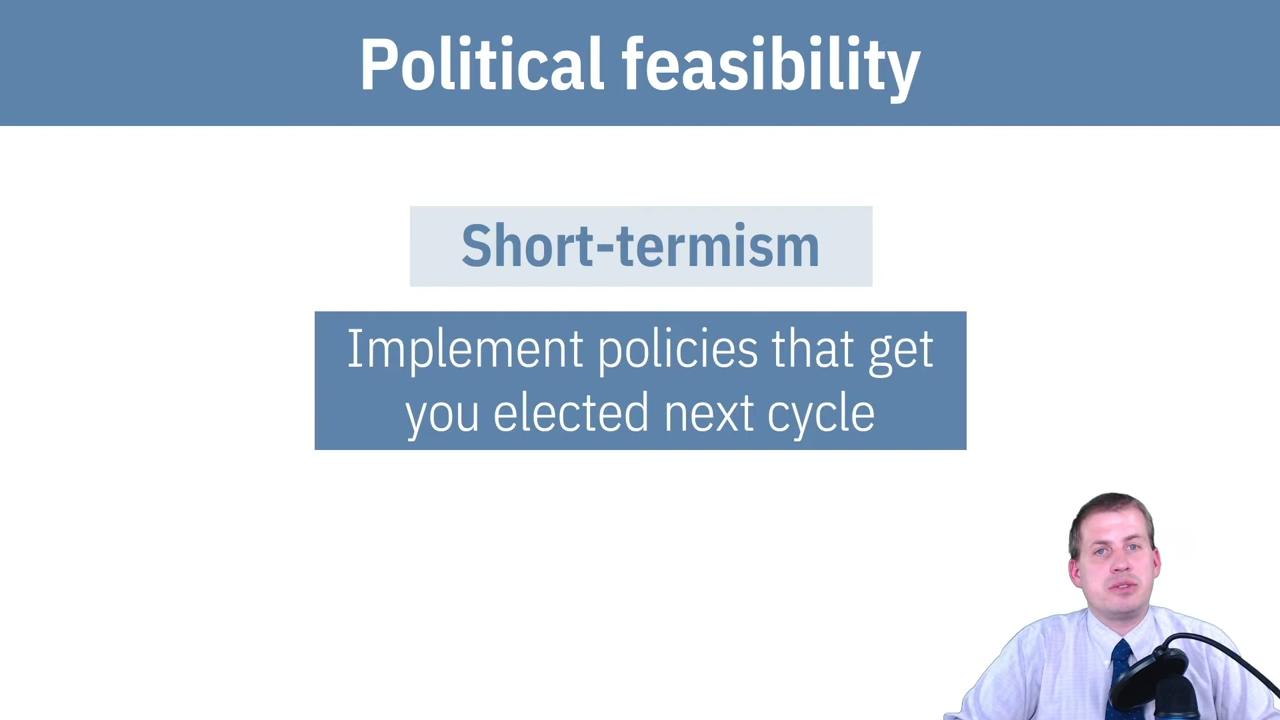 Political feasibility
Short-termism
Implement policies that get
you elected next cycle